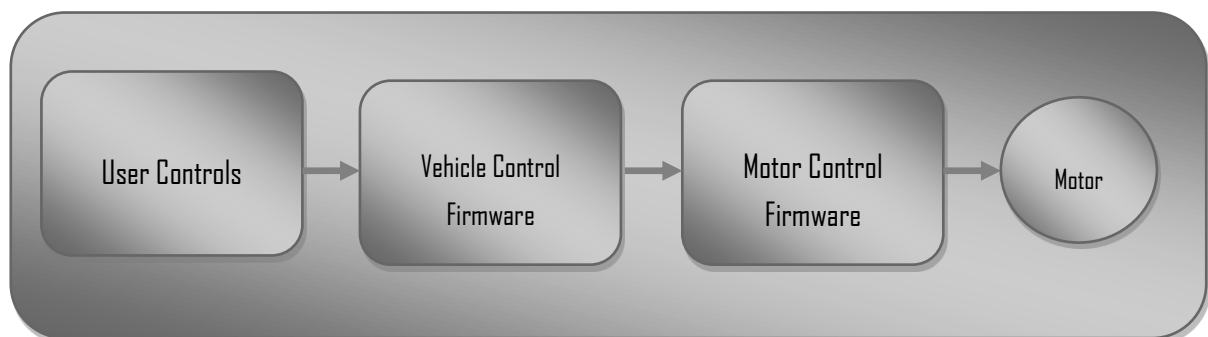 User Controls
Vehicle Control
Firmware
Motor Control
Firmware
Motor